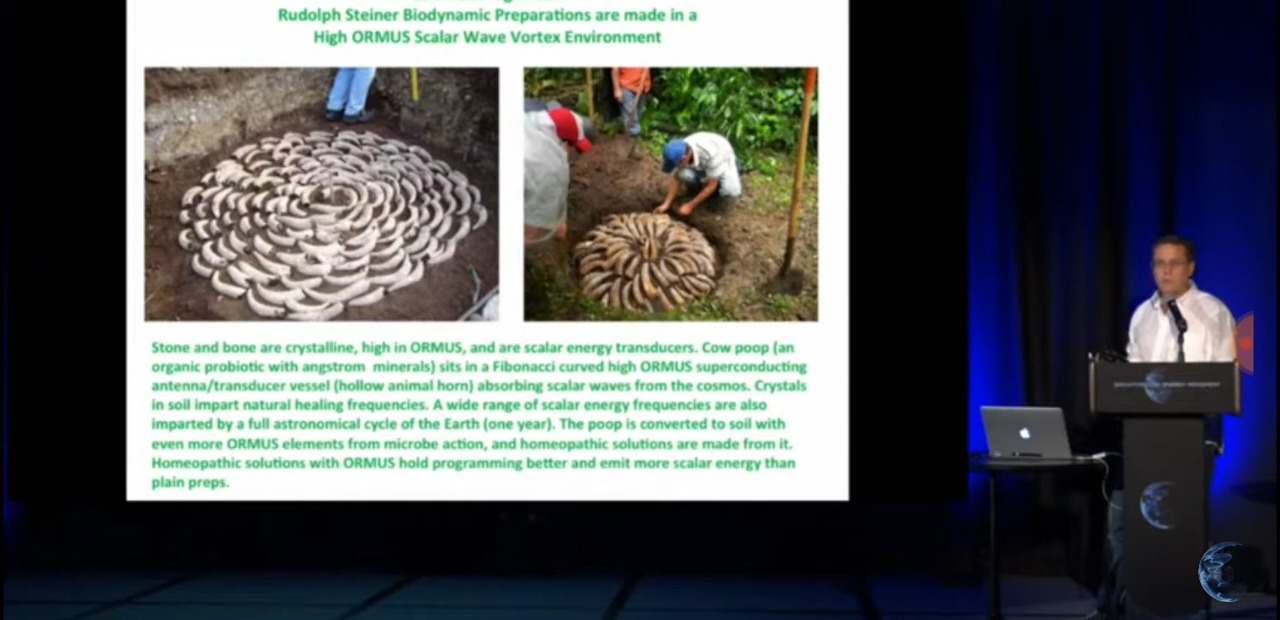 Rudolph Steiner Biodynamic Preparations are made in a
High ORMUS Scalar Wave Vortex Environment
Stone and bone are crystalline, high in ORMUS, and are scalar energy transducers. Cow poop (an
organic probiotic with angstrom minerals) sits in a Fibonacci curved high ORMUS superconducting
antenna/transducer vessel (hollow animal horn) absorbing scalar waves from the cosmos. Crystals
in soil impart natural healing frequencies. A wide range of scalar energy frequencies are also
imparted by a full astronomical cycle of the Earth (one year). The poop is converted to soil with
even more ORMUS elements from microbe action, and homeopathic solutions are made from it.
Homeopathic solutions with ORMUS hold programming better and emit more scalar energy than
plain preps.
BREAKTHROUGH ENERGY MOVEMENT